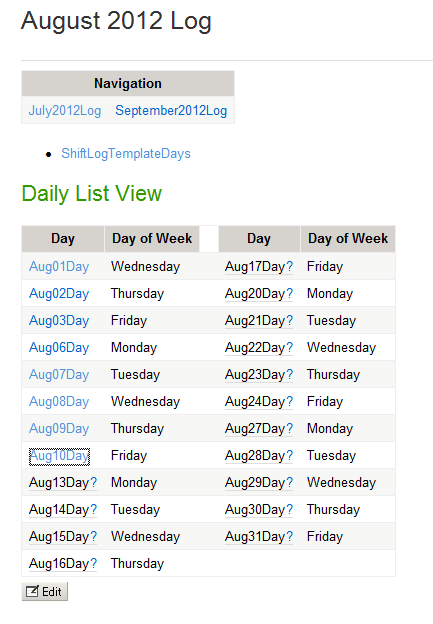 August 2012 Log
Navigation
July2012Log September2012Log
ShiftLogTemplateDays
Daily List View
Day Day of Week Day Day of Week
Aug01Day Wednesday Aug17Day? Friday
Aug02Day Thursday Aug20Day? Monday
Aug03Day Friday Aug21Day? Tuesday
Aug06Day Monday Aug22Day? Wednesday
Aug07Day Tuesday Aug23Day? Thursday
Aug08Day Wednesday Aug24Day? Friday
Aug09Day Thursday Aug27Day? Monday
Aug10Day Friday Aug28Day? Tuesday
Aug13Day? Monday Aug29Day? Wednesday
Aug14Day? Tuesday Aug30Day? Thursday
Aug15Day? Wednesday Aug31Day? Friday
Aug16Day? Thursday
Edit